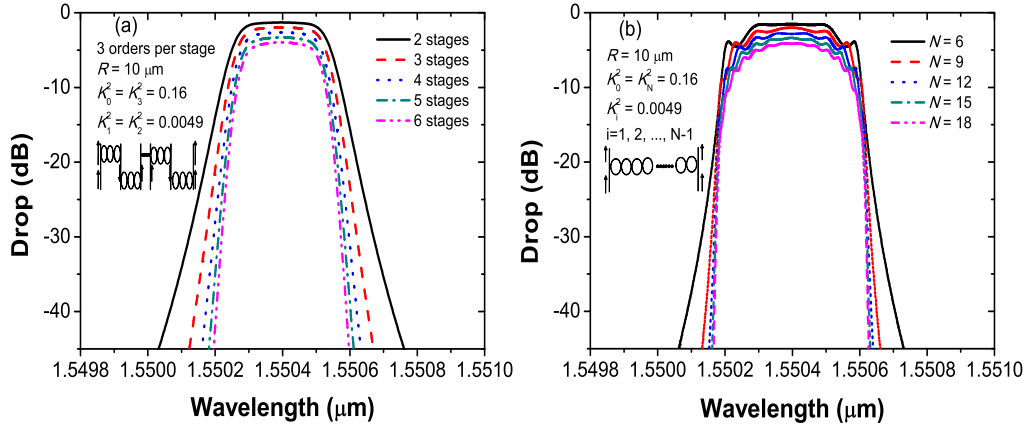 (a)
3 orders per stage
R = 10 μm
K₀² = K₃² = 0.16
K₁² = K₂² = 0.0049
2 stages
3 stages
4 stages
5 stages
6 stages
0
-10
-20
-30
-40
Drop (dB)
1.5498 1.5500 1.5502 1.5504 1.5506 1.5508 1.5510
Wavelength (μm)
(b)
R = 10 μm
K₀² = K_N² = 0.16
K_i² = 0.0049
i=1, 2, ..., N-1
N = 6
N = 9
N = 12
N = 15
N = 18
0
-10
-20
-30
-40
Drop (dB)
1.5498 1.5500 1.5502 1.5504 1.5506 1.5508 1.5510
Wavelength (μm)